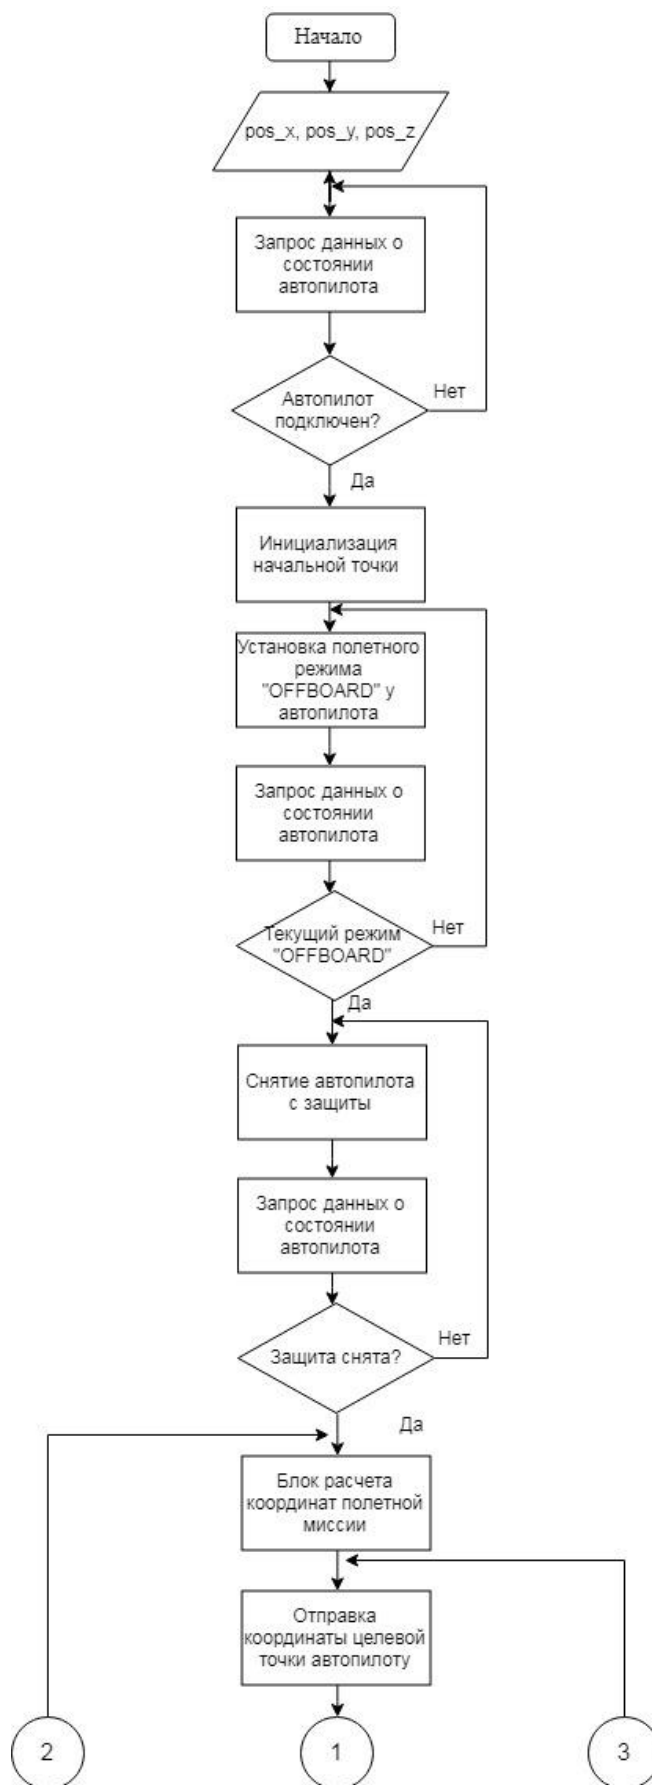 Начало
pos_x, pos_y, pos_z
Запрос данных о
состоянии
автопилота
Автопилот
подключен?
Нет
Да
Инициализация
начальной точки
Установка полетного
режима
"OFFBOARD" у
автопилота
Запрос данных о
состоянии
автопилота
Текущий режим
"OFFBOARD"
Нет
Да
Снятие автопилота
с защиты
Запрос данных о
состоянии
автопилота
Защита снята?
Нет
Да
Блок расчета
координат полетной
миссии
Отправка
координаты целевой
точки автопилоту
2
1
3